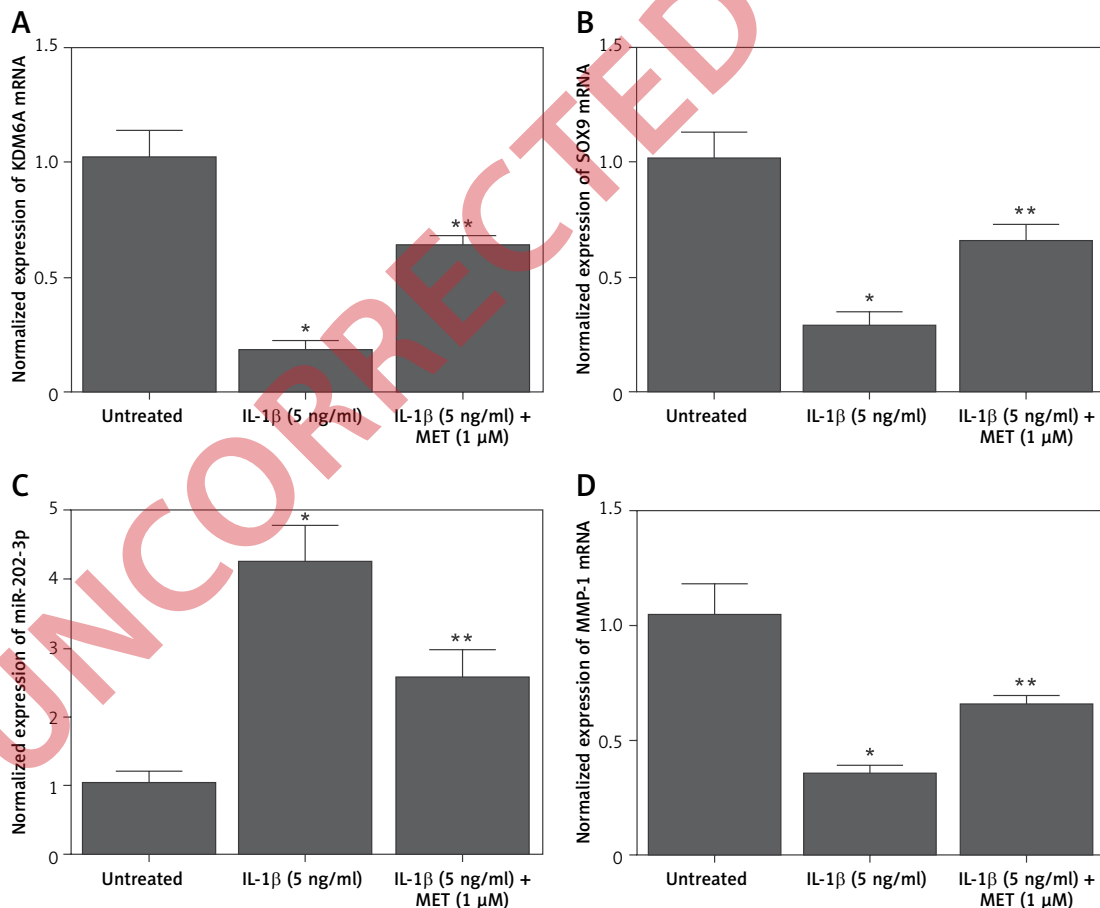 A
Normalized expression of KDM6A mRNA
1.5
1.0
0.5
0
*
**
Untreated
IL-1β (5 ng/ml)
IL-1β (5 ng/ml) +
MET (1 μM)
B
Normalized expression of SOX9 mRNA
1.5
1.0
0.5
0
*
**
Untreated
IL-1β (5 ng/ml)
IL-1β (5 ng/ml) +
MET (1 μM)
C
Normalized expression of miR-202-3p
5
4
3
2
1
0
*
**
Untreated
IL-1β (5 ng/ml)
IL-1β (5 ng/ml) +
MET (1 μM)
D
Normalized expression of MMP-1 mRNA
1.5
1.0
0.5
0
*
**
Untreated
IL-1β (5 ng/ml)
IL-1β (5 ng/ml) +
MET (1 μM)
UNCORRECTED